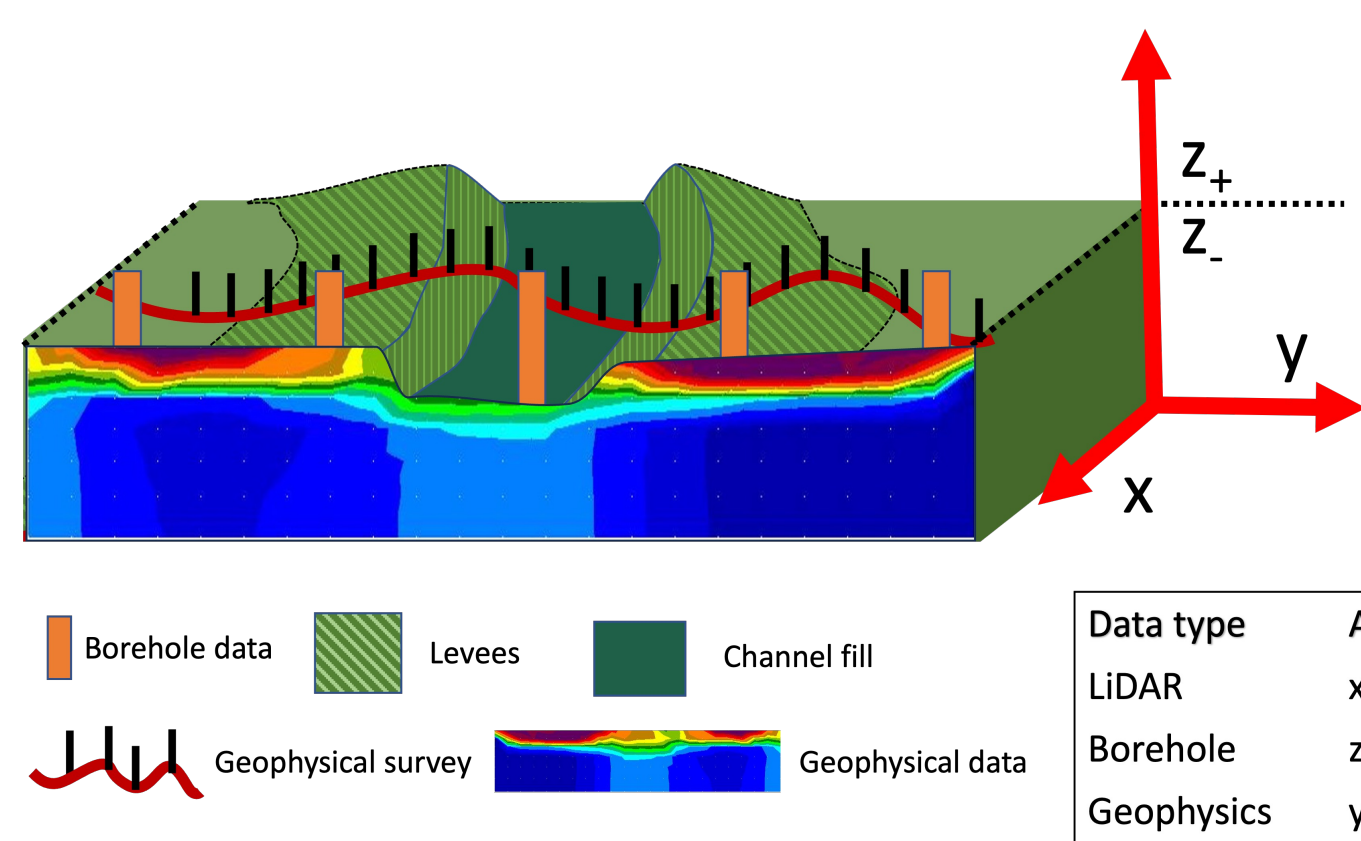 z+
z-
y
x
Borehole data
Levees
Channel fill
Geophysical survey
Geophysical data
Data type
LiDAR x
Borehole z
Geophysics y